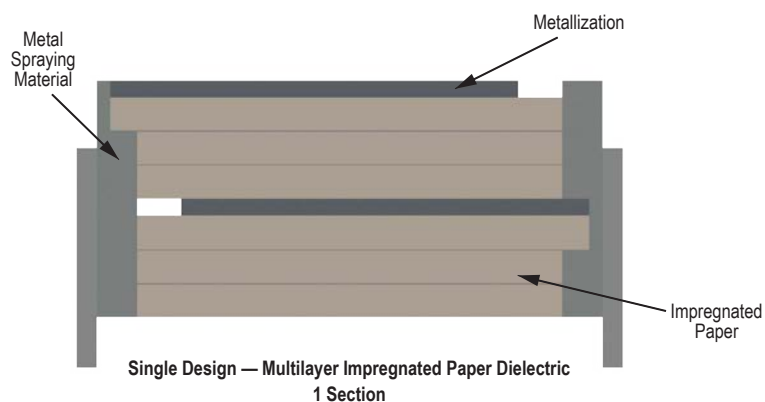 Metallization
Metal
Spraying
Material
Impregnated
Paper
Single Design — Multilayer Impregnated Paper Dielectric
1 Section